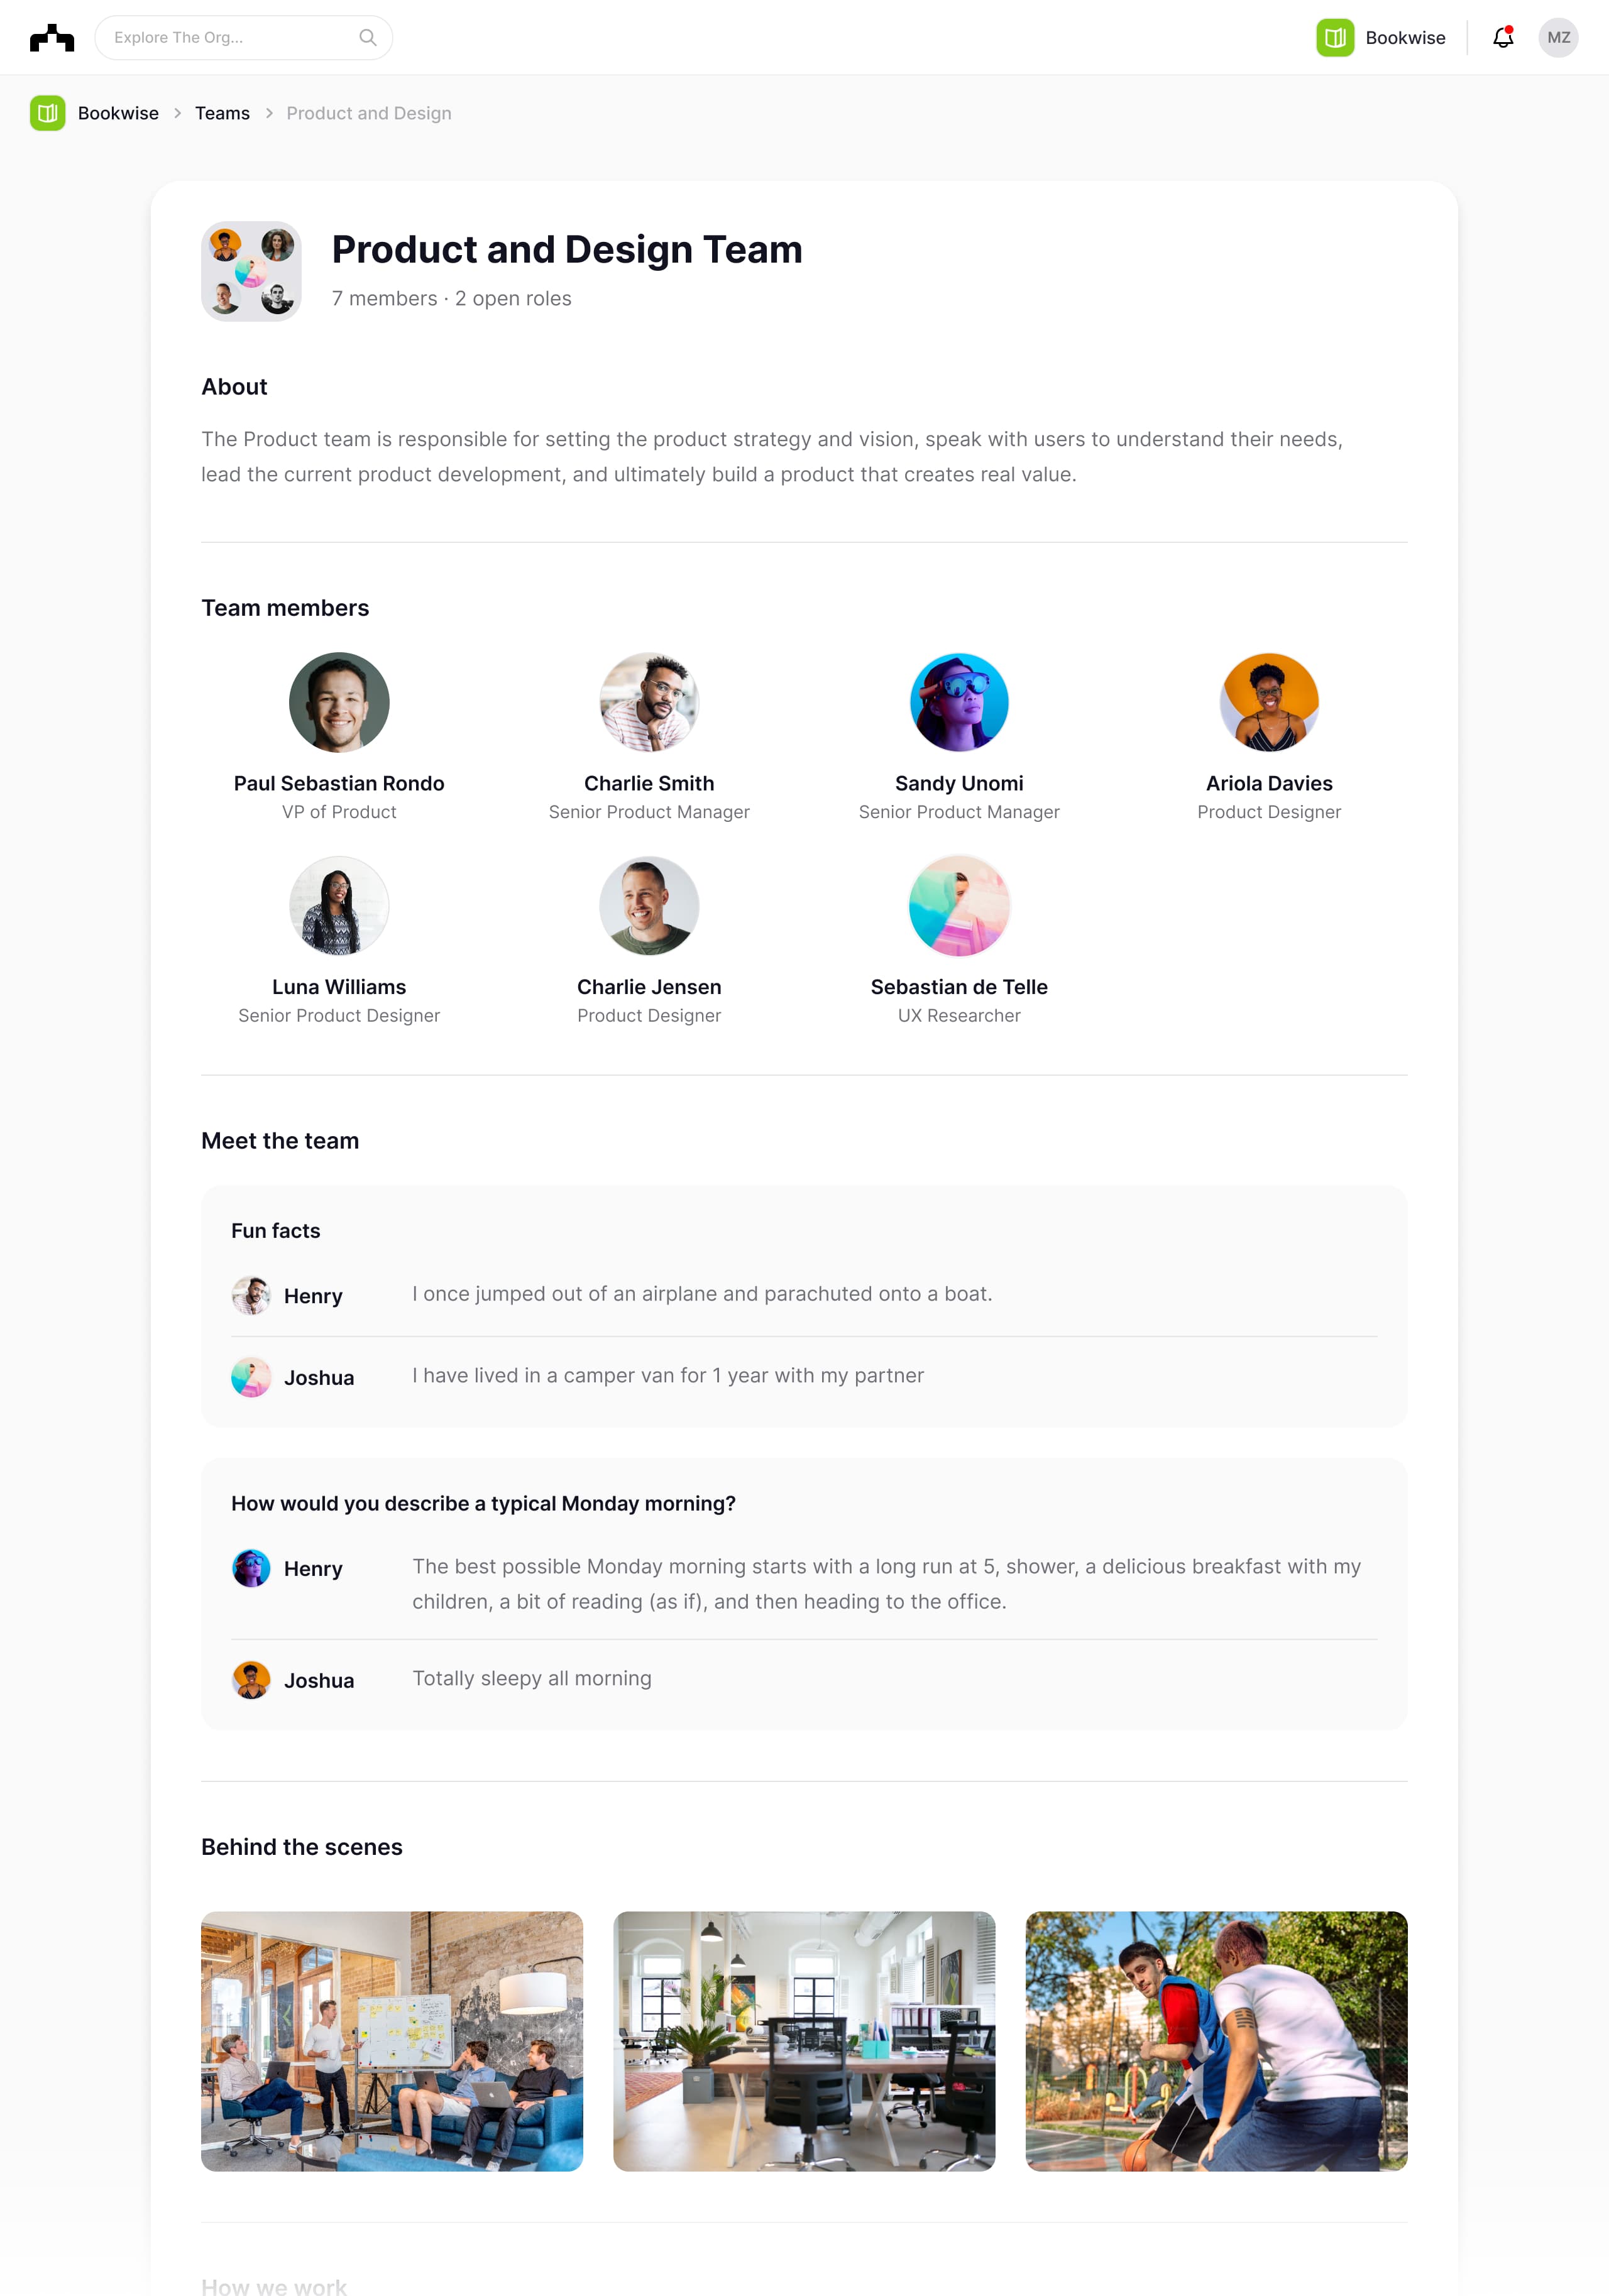 Explore The Org...
Bookwise
MZ
Bookwise > Teams > Product and Design
Product and Design Team
7 members · 2 open roles
About
The Product team is responsible for setting the product strategy and vision, speak with users to understand their needs,
lead the current product development, and ultimately build a product that creates real value.
Team members
Paul Sebastian Rondo
VP of Product
Charlie Smith
Senior Product Manager
Sandy Unomi
Senior Product Manager
Ariola Davies
Product Designer
Luna Williams
Senior Product Designer
Charlie Jensen
Product Designer
Sebastian de Telle
UX Researcher
Meet the team
Fun facts
Henry
I once jumped out of an airplane and parachuted onto a boat.
Joshua
I have lived in a camper van for 1 year with my partner
How would you describe a typical Monday morning?
Henry
The best possible Monday morning starts with a long run at 5, shower, a delicious breakfast with my
children, a bit of reading (as if), and then heading to the office.
Joshua
Totally sleepy all morning
Behind the scenes
How we work